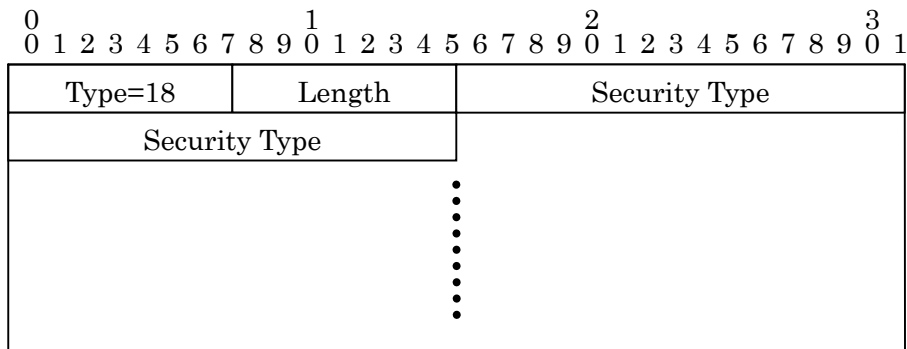 0 1 2 3
0 1 2 3 4 5 6 7 8 9 0 1 2 3 4 5 6 7 8 9 0 1 2 3 4 5 6 7 8 9 0 1
Type=18 Length Security Type
Security Type